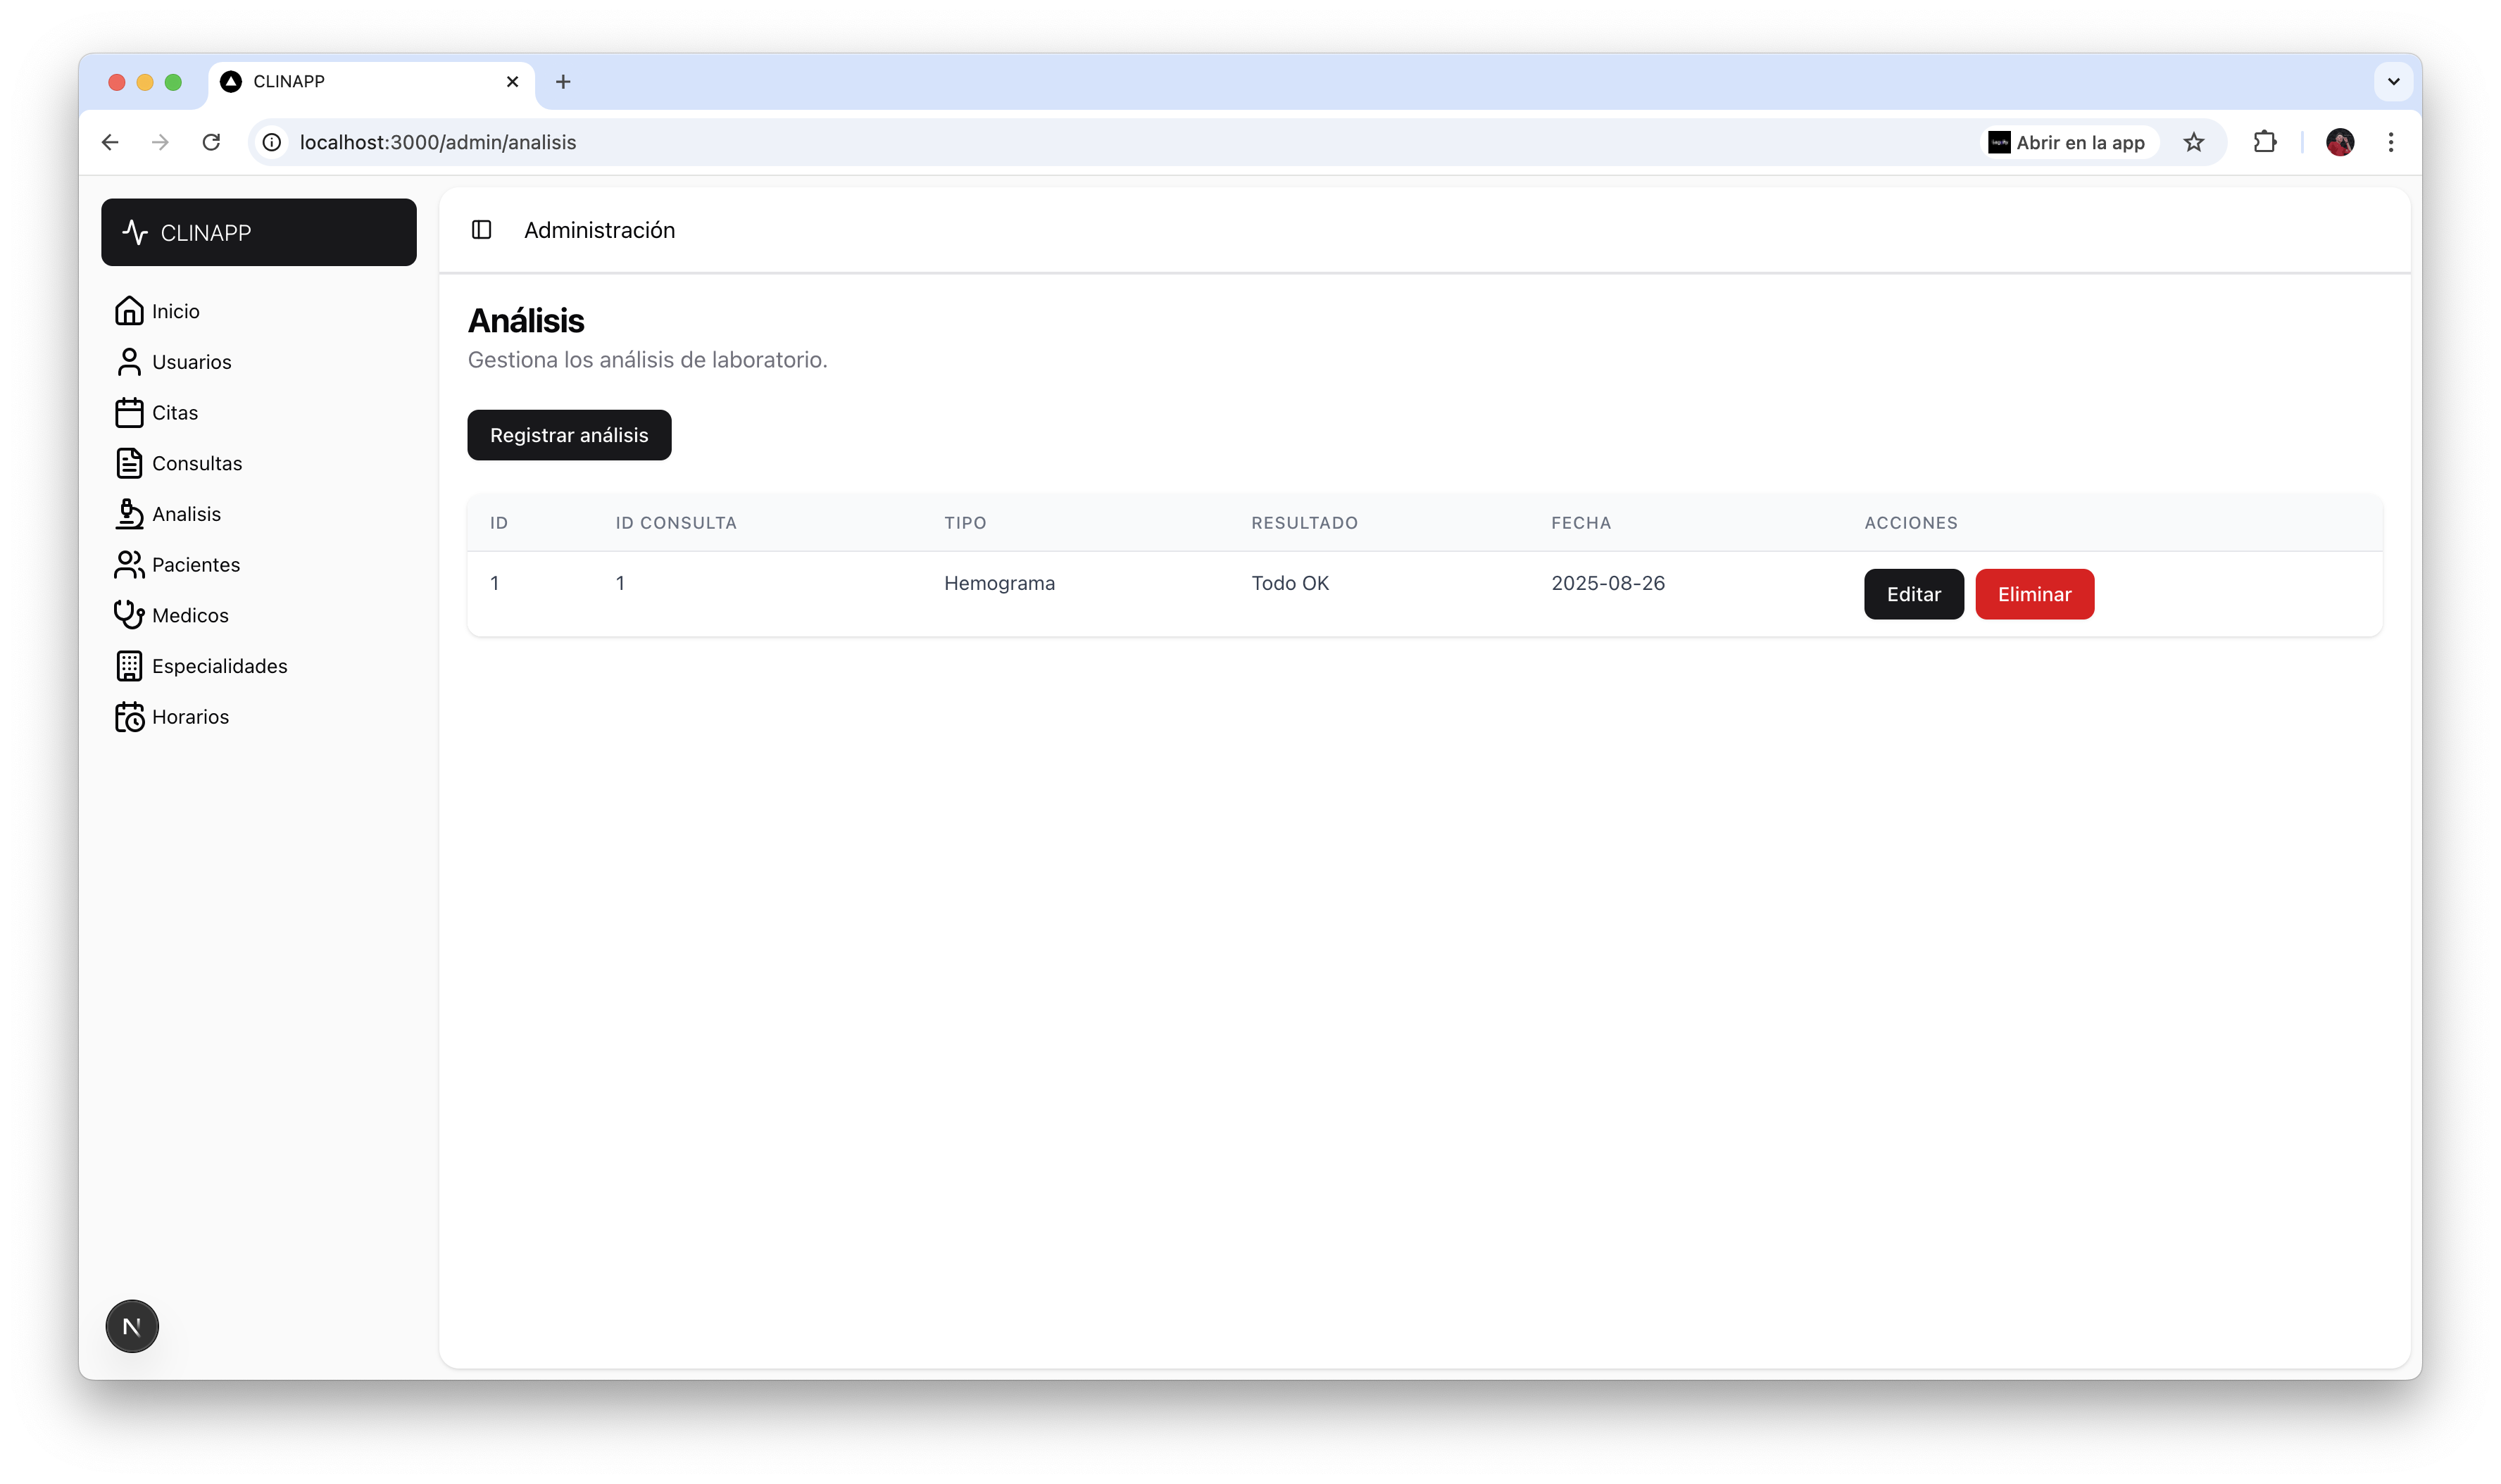 CLINAPP
localhost:3000/admin/analisis
Abrir en la app
CLINAPP
Administración
Inicio
Usuarios
Citas
Consultas
Analisis
Pacientes
Medicos
Especialidades
Horarios
Análisis
Gestiona los análisis de laboratorio.
Registrar análisis
ID ID CONSULTA TIPO RESULTADO FECHA ACCIONES
1 1 Hemograma Todo OK 2025-08-26 Editar Eliminar
N